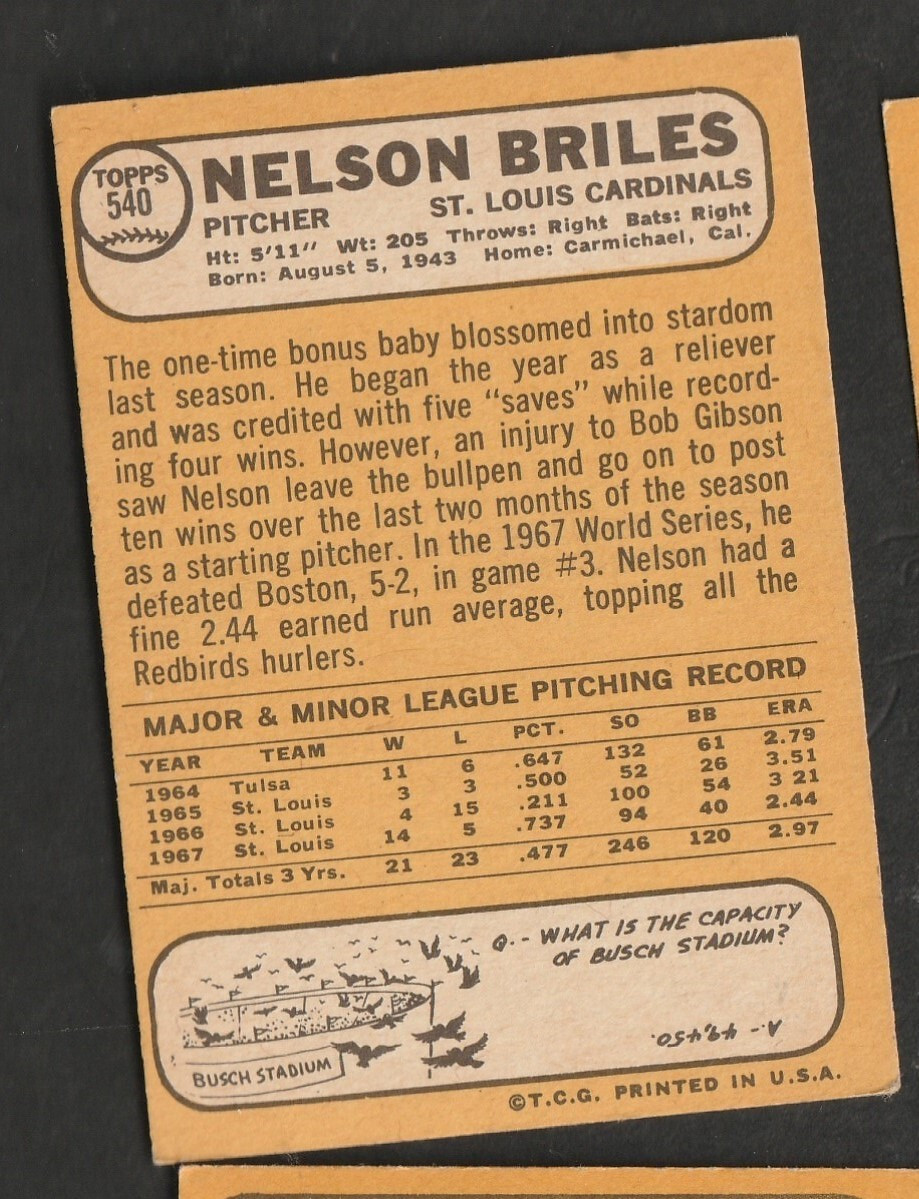 TOPPS
540
NELSON BRILES
PITCHER ST. LOUIS CARDINALS
Ht: 5'11" Wt: 205 Throws: Right Bats: Right
Born: August 5, 1943 Home: Carmichael, Cal.
The one-time bonus baby blossomed into stardom
last season. He began the year as a reliever
and was credited with five “saves” while record-
ing four wins. However, an injury to Bob Gibson
saw Nelson leave the bullpen and go on to post
ten wins over the last two months of the season
as a starting pitcher. In the 1967 World Series, he
defeated Boston, 5-2, in game #3. Nelson had a
fine 2.44 earned run average, topping all the
Redbirds hurlers.
MAJOR & MINOR LEAGUE PITCHING RECORD
YEAR TEAM W L PCT. SO BB ERA
1964 Tulsa 11 6 .647 132 61 2.79
1965 St. Louis 3 3 .500 52 26 3.51
1966 St. Louis 4 15 .211 100 54 3 21
1967 St. Louis 14 5 .737 94 40 2.44
Maj. Totals 3 Yrs. 21 23 .477 246 120 2.97
Q.- WHAT IS THE CAPACITY
OF BUSCH STADIUM?
A.- 49,450.
BUSCH STADIUM
©T.C.G. PRINTED IN U.S.A.